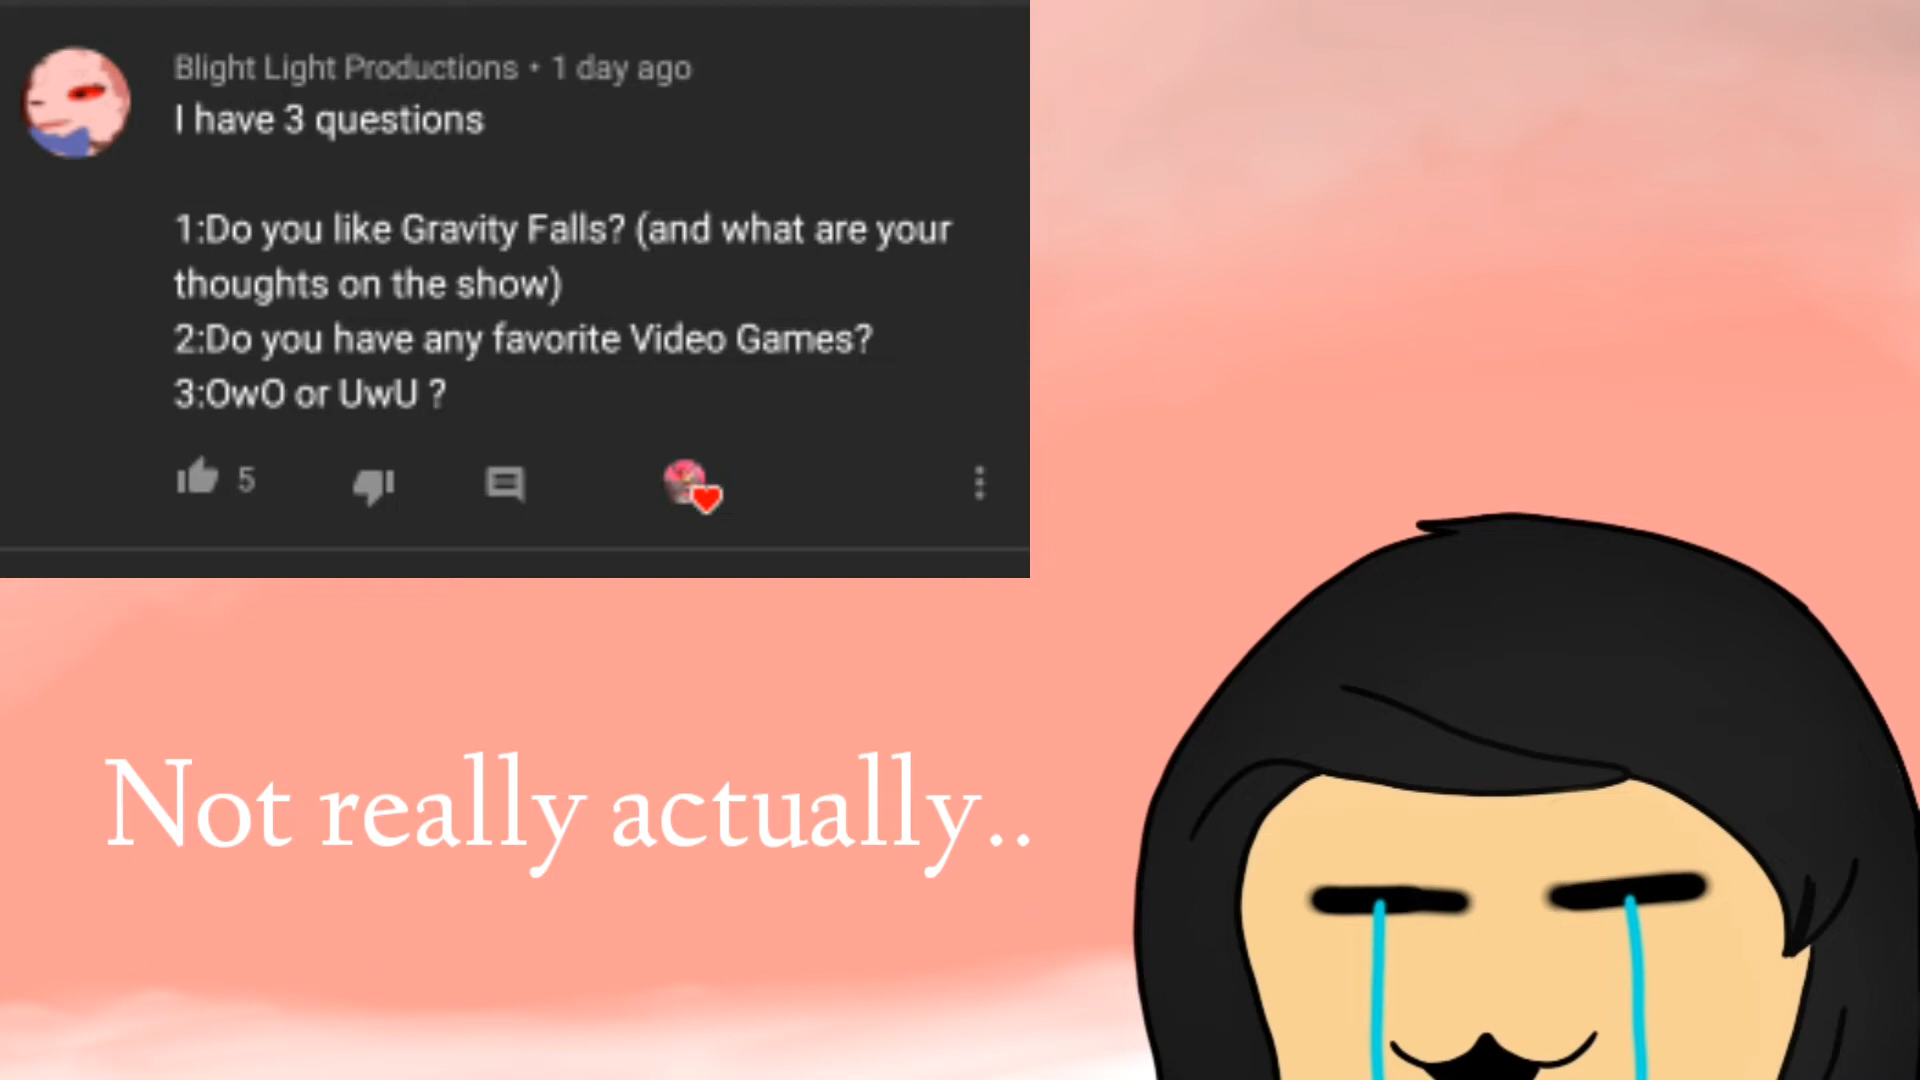 Blight Light Productions • 1 day ago
I have 3 questions
1:Do you like Gravity Falls? (and what are your
thoughts on the show)
2:Do you have any favorite Video Games?
3:OwO or UwU ?
5
Not really actually..